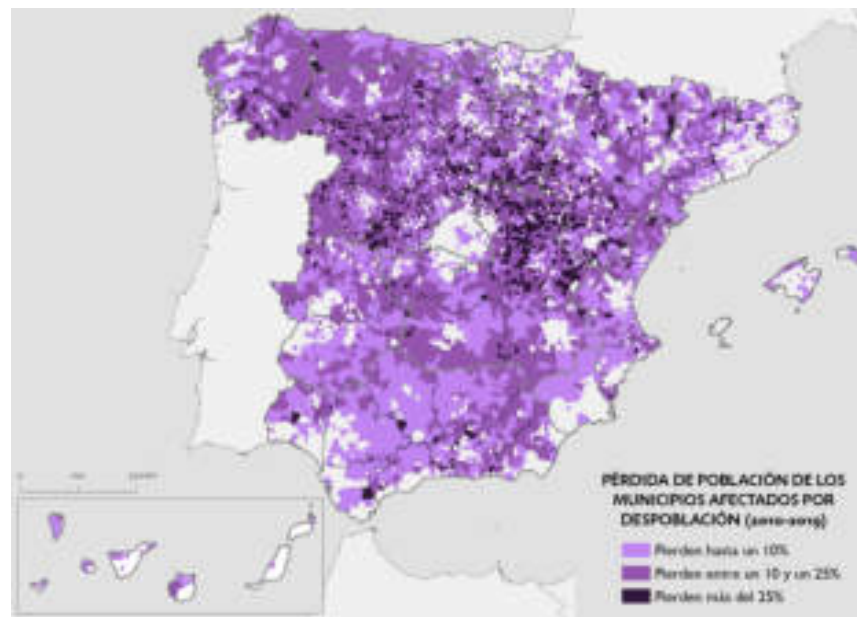 PÉRDIDA DE POBLACIÓN DE LOS
MUNICIPIOS AFECTADOS POR
DESPOBLACIÓN (2010-2019)
Pierden hasta un 10%
Pierden entre un 10 y un 25%
Pierden más del 25%